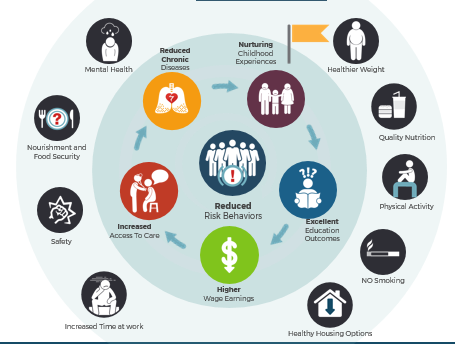 Mental Health
Reduced
Chronic
Diseases
Nurturing
Childhood
Experiences
Healthier Weight
Nourishment and
Food Security
Quality Nutrition
Reduced
Risk Behaviors
Physical Activity
Safety
Increased
Access To Care
Excellent
Education
Outcomes
Higher
Wage Earnings
NO Smoking
Increased Time at work
Healthy Housing Options